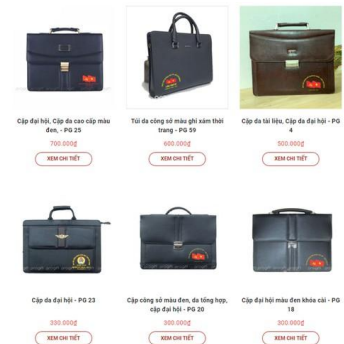 Cặp đại hội, Cặp da cao cấp màu
đen, - PG 25
700.000₫
XEM CHI TIẾT
Túi da công sở màu ghi xám thời
trang - PG 59
600.000₫
XEM CHI TIẾT
Cặp da tài liệu, Cặp da đại hội - PG
4
500.000₫
XEM CHI TIẾT
Cặp da đại hội - PG 23
330.000₫
XEM CHI TIẾT
Cặp công sở màu đen, da tổng hợp,
cặp đại hội - PG 20
300.000₫
XEM CHI TIẾT
Cặp đại hội màu đen khóa cài - PG
18
300.000₫
XEM CHI TIẾT